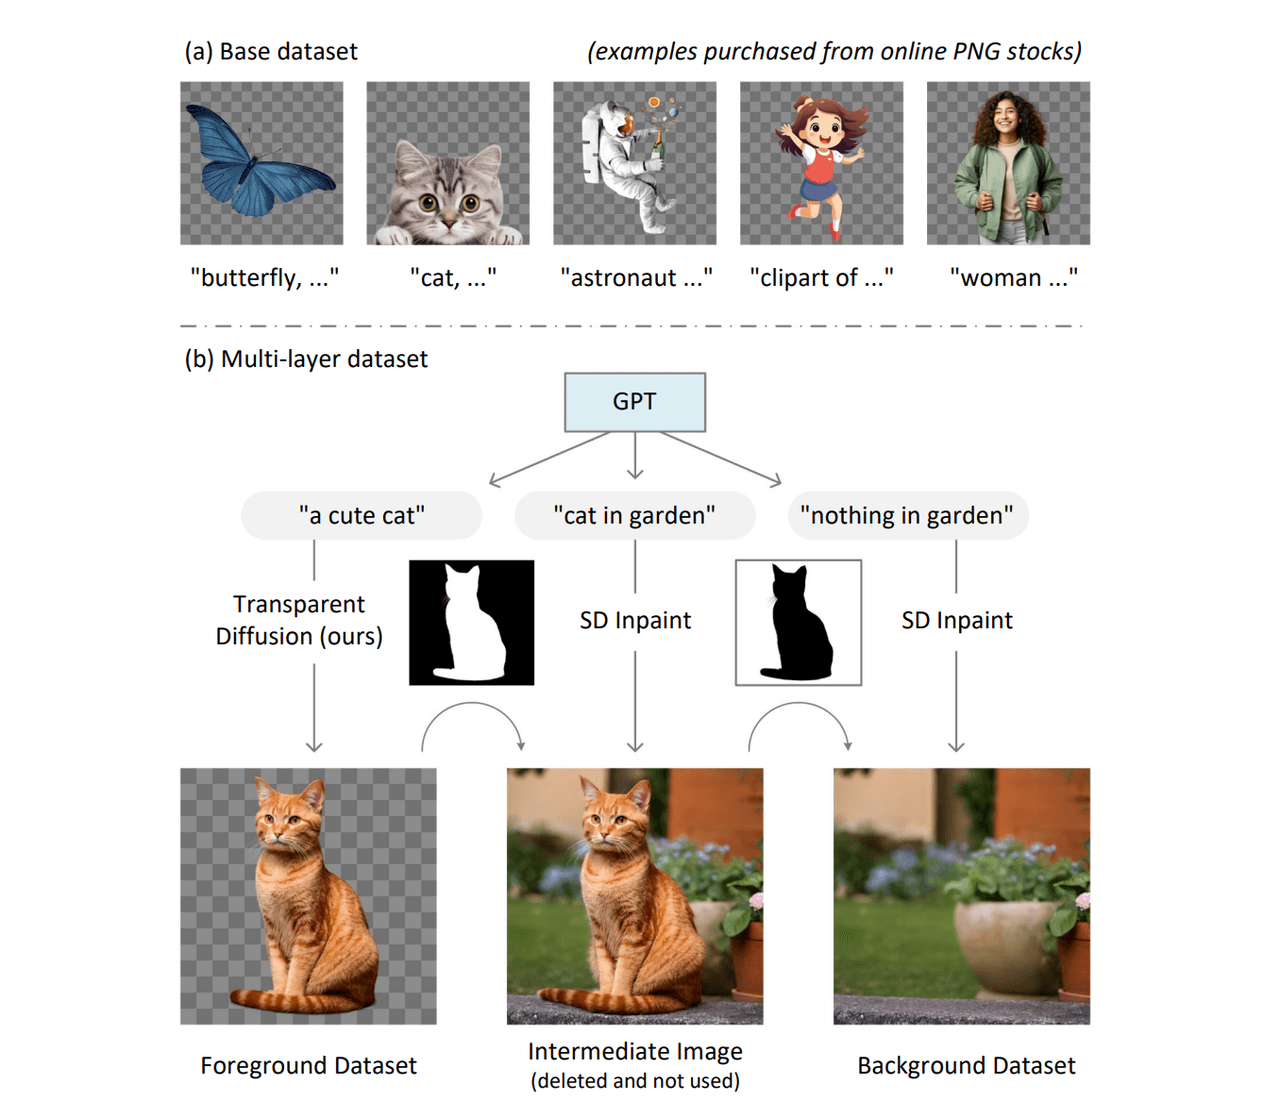 (a) Base dataset
(examples purchased from online PNG stocks)
"butterfly, ..."
"cat, ..."
"astronaut ..."
"clipart of ..."
"woman ..."
(b) Multi-layer dataset
GPT
"a cute cat"
"cat in garden"
"nothing in garden"
Transparent
Diffusion (ours)
SD Inpaint
SD Inpaint
Foreground Dataset
Intermediate Image
(deleted and not used)
Background Dataset